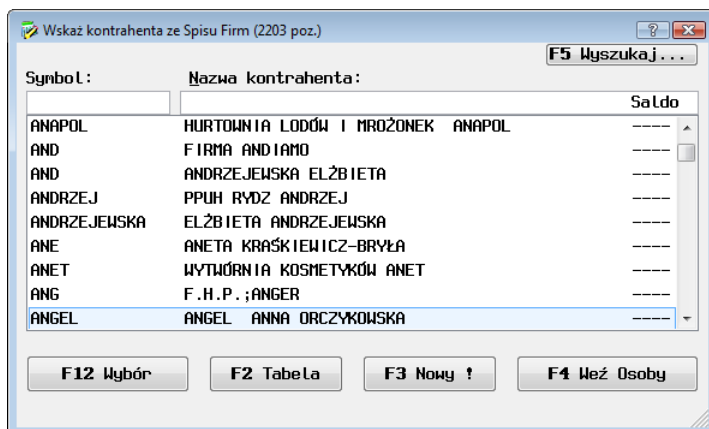 Wskaż kontrahenta ze Spisu Firm (2203 poz.)
F5 Wyszukaj...
Symbol: Nazwa kontrahenta:
Saldo
ANAPOL HURTOWNIA LODÓW I MROŻONEK ANAPOL ----
AND FIRMA ANDIAMO ----
AND ANDRZEJEWSKA ELŻBIETA ----
ANDRZEJ PPUH RYDZ ANDRZEJ ----
ANDRZEJEWSKA ELŻBIETA ANDRZEJEWSKA ----
ANE ANETA KRAŚKIEWICZ-BRYŁA ----
ANET WYTWÓRNIA KOSMETYKÓW ANET ----
ANG F.H.P.;ANGER ----
ANGEL ANGEL ANNA ORCZYKOWSKA ----
F12 Wybór F2 Tabela F3 Nowy ! F4 Weź Osoby